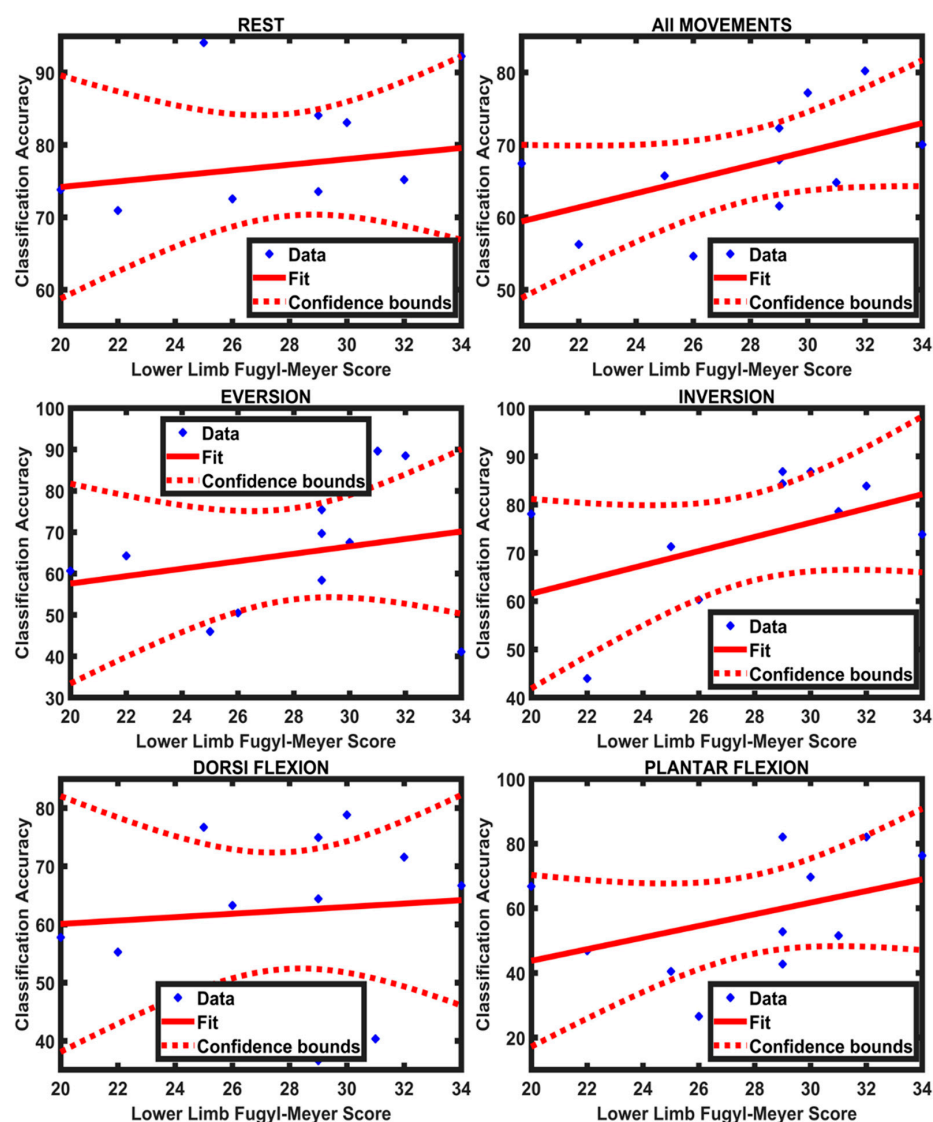 REST
Classification Accuracy
90
80
70
60
Data
Fit
Confidence bounds
20 22 24 26 28 30 32 34
Lower Limb Fugyl-Meyer Score
All MOVEMENTS
Classification Accuracy
80
70
60
50
Data
Fit
Confidence bounds
20 22 24 26 28 30 32 34
Lower Limb Fugyl-Meyer Score
EVERSION
Classification Accuracy
100
90
80
70
60
50
40
30
Data
Fit
Confidence bounds
20 22 24 26 28 30 32 34
Lower Limb Fugyl-Meyer Score
INVERSION
Classification Accuracy
100
90
80
70
60
50
40
Data
Fit
Confidence bounds
20 22 24 26 28 30 32 34
Lower Limb Fugyl-Meyer Score
DORSI FLEXION
Classification Accuracy
80
70
60
50
40
Data
Fit
Confidence bounds
20 22 24 26 28 30 32 34
Lower Limb Fugyl-Meyer Score
PLANTAR FLEXION
Classification Accuracy
100
80
60
40
20
Data
Fit
Confidence bounds
20 22 24 26 28 30 32 34
Lower Limb Fugyl-Meyer Score